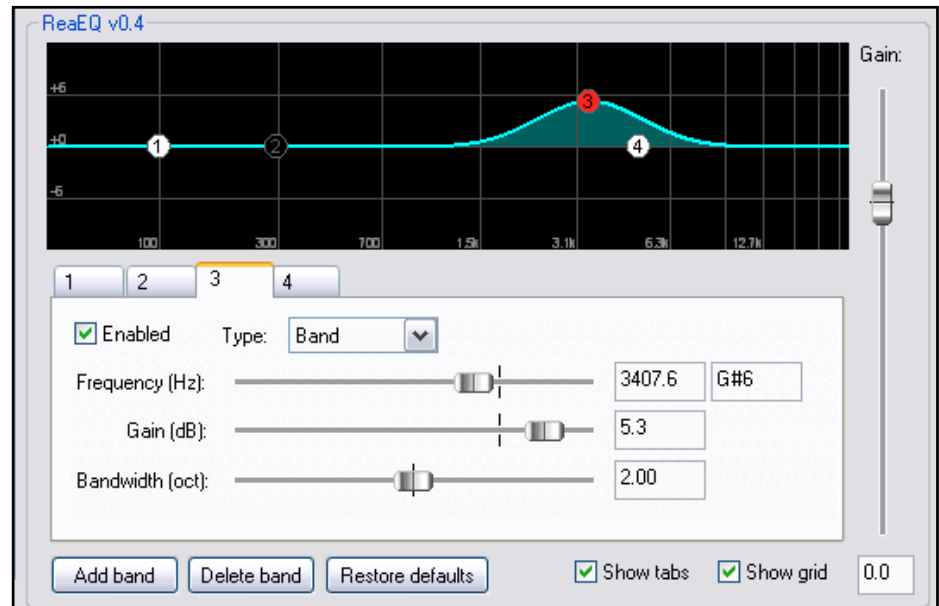 ReaEQ v0.4
Gain:
+6
3
+0
1
2
4
-6
100 300 700 1.5k 3.1k 6.3k 12.7k
1 2 3 4
Enabled Type: Band
Frequency (Hz): 3407.6 G#6
Gain (dB): 5.3
Bandwidth (oct): 2.00
Add band Delete band Restore defaults Show tabs Show grid 0.0